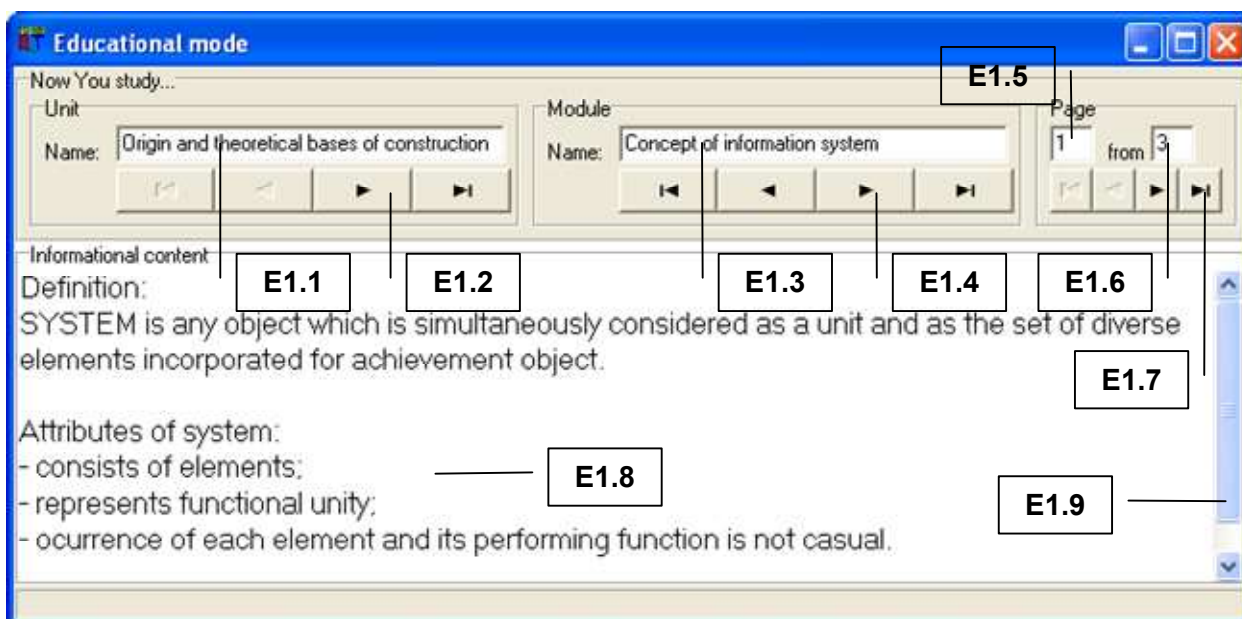 Educational mode
Now You study...
E1.5
Unit
Module
Page
Name: Origin and theoretical bases of construction
Name: Concept of information system
1 from 3
Informational content
E1.1
E1.2
E1.3
E1.4
E1.6
Definition:
SYSTEM is any object which is simultaneously considered as a unit and as the set of diverse
elements incorporated for achievement object.
E1.7
Attributes of system:
- consists of elements;
E1.8
- represents functional unity;
E1.9
- ocurrence of each element and its performing function is not casual.